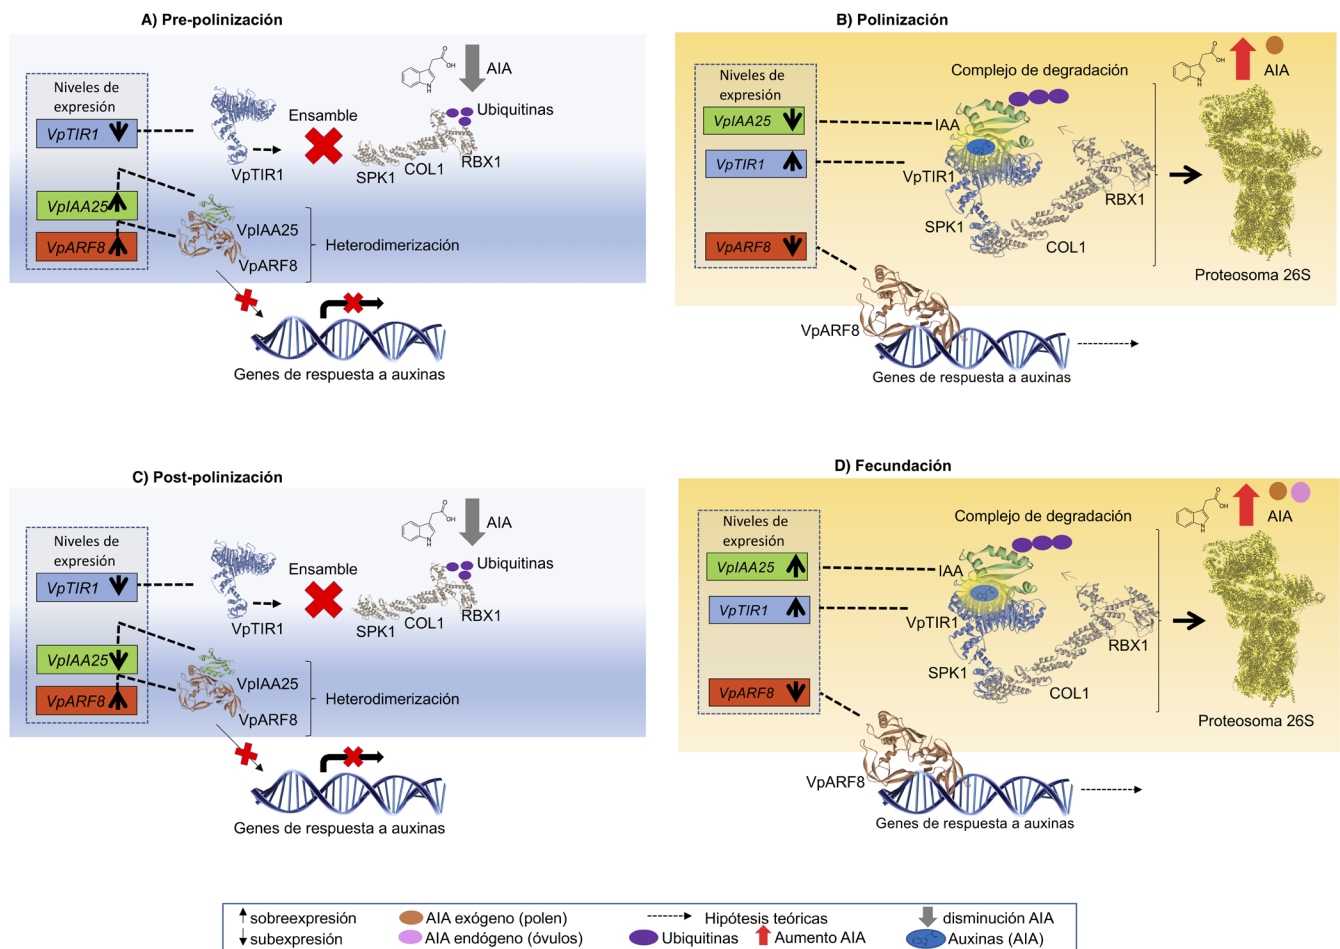 A) Pre-polinización
Niveles de
expresión
VpTIR1
VpIAA25
VpARF8
VpTIR1
Ensamble
O
OH
N
H
AIA
Ubiquitinas
RBX1
COL1
SPK1
VpIAA25
VpARF8
Heterodimerización
Genes de respuesta a auxinas
B) Polinización
Niveles de
expresión
VpIAA25
VpTIR1
VpARF8
Complejo de degradación
IAA
VpTIR1
SPK1
COL1
RBX1
O
OH
N
H
AIA
Proteosoma 26S
VpARF8
Genes de respuesta a auxinas
C) Post-polinización
Niveles de
expresión
VpTIR1
VpIAA25
VpARF8
VpTIR1
Ensamble
O
OH
N
H
AIA
Ubiquitinas
RBX1
COL1
SPK1
VpIAA25
VpARF8
Heterodimerización
Genes de respuesta a auxinas
D) Fecundación
Niveles de
expresión
VpIAA25
VpTIR1
VpARF8
Complejo de degradación
IAA
VpTIR1
SPK1
COL1
RBX1
O
OH
N
H
AIA
Proteosoma 26S
VpARF8
Genes de respuesta a auxinas
sobreexpresión
subexpresión
AIA exógeno (polen)
AIA endógeno (óvulos)
Hipótesis teóricas
Ubiquitinas
Aumento AIA
disminución AIA
Auxinas (AIA)